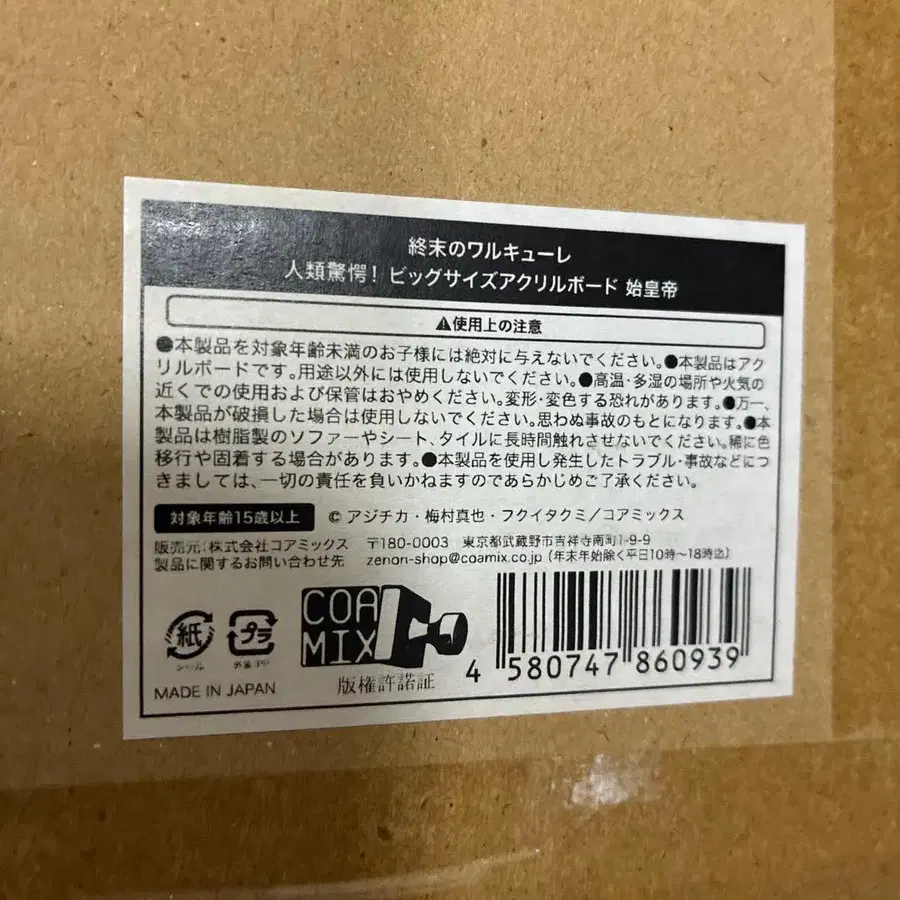 終末のワルキューレ
人類驚愕！ビッグサイズアクリルボード 始皇帝
⚠使用上の注意
●本製品を対象年齢未満のお子様には絶対に与えないでください。●本製品はアク
リルボードです。用途以外には使用しないでください。●高温・多湿の場所や火気の
近くでの使用および保管はおやめください。変形・変色する恐れがあります。●万一、
本製品が破損した場合は使用しないでください。思わぬ事故のもとになります。●本
製品は樹脂製のソファーやシート、タイルに長時間触れさせないでください。稀に色
移行や固着する場合があります。●本製品を使用し発生したトラブル・事故などにつ
きましては、一切の責任を負いかねますのであらかじめご了承ください。
対象年齢15歳以上 © アジチカ・梅村真也・フクイタクミ／コアミックス
販売元：株式会社コアミックス 〒180-0003 東京都武蔵野市吉祥寺南町1-9-9
製品に関するお問い合わせ先 zenon-shop@coamix.co.jp（年末年始除く平日10時～18時迄）
紙
シール
プラ
外装：PP
COA
MIX
版権許諾証
MADE IN JAPAN
4 580747 860939